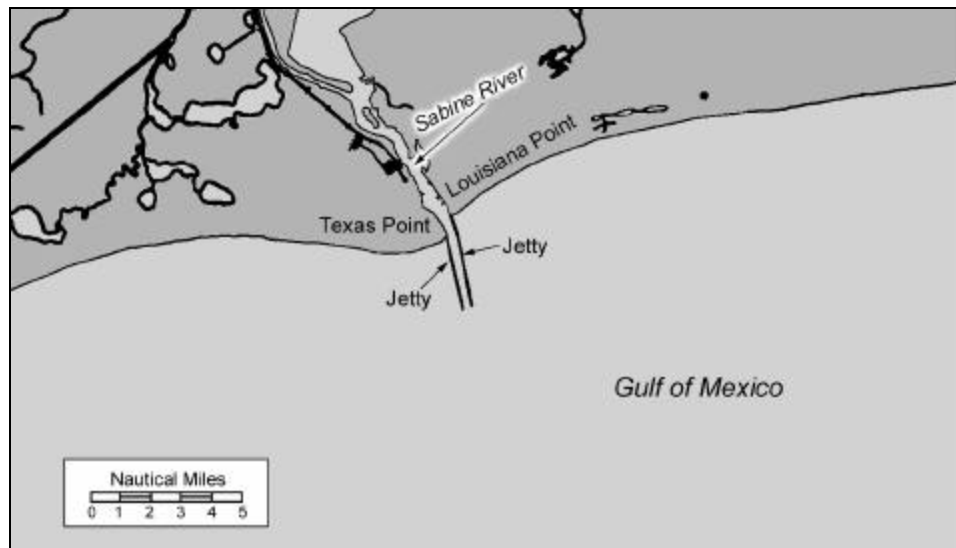 Sabine River
Louisiana Point
Texas Point
Jetty
Jetty
Gulf of Mexico
Nautical Miles
0 1 2 3 4 5